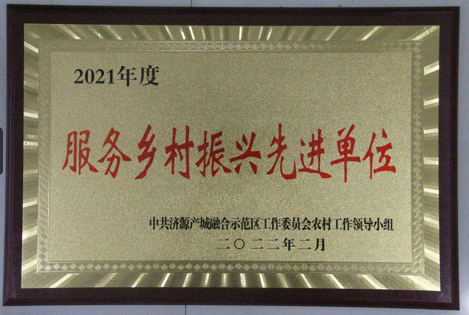 2021年度
服务乡村振兴先进单位
中共济源产城融合示范区工作委员会农村工作领导小组
二〇二二年二月